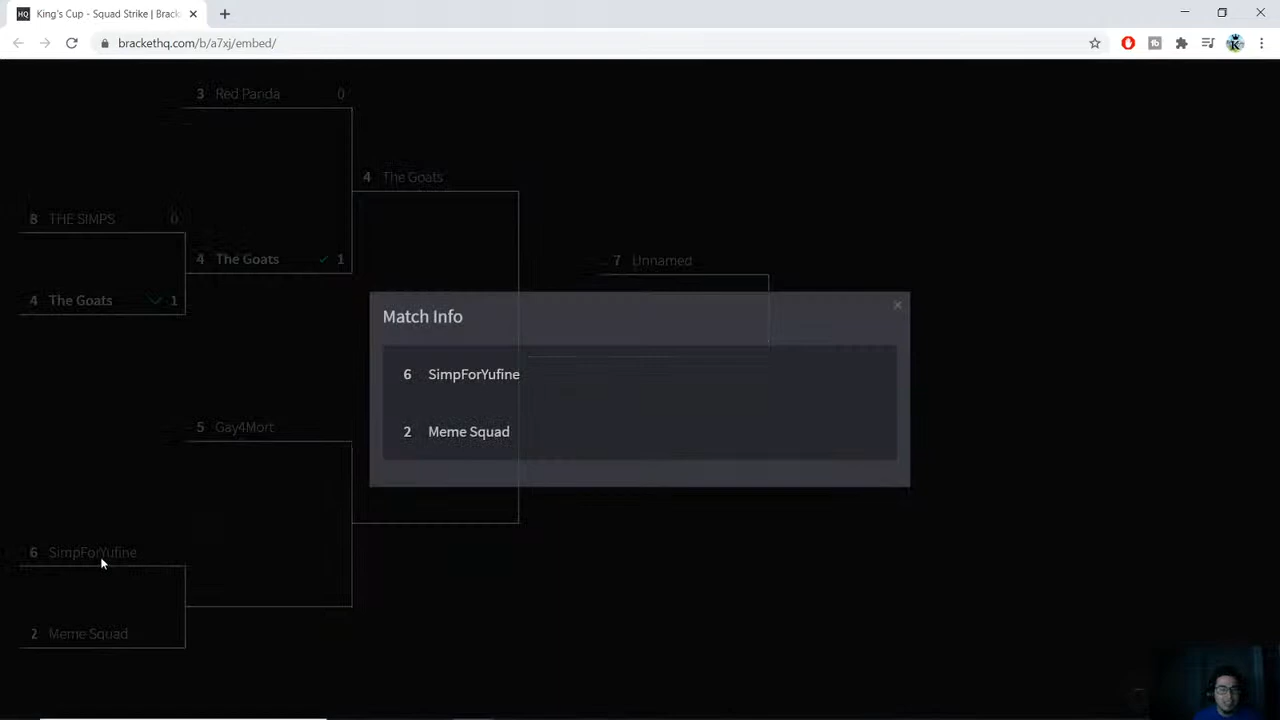 HQ King's Cup - Squad Strike | Brack
brackethq.com/b/a7xj/embed/
3 Red Panda 0
4 The Goats
8 THE SIMPS 0
4 The Goats 1
7 Unnamed
4 The Goats 1
Match Info
6 SimpForYufine
2 Meme Squad
5 Gay4Mort
6 SimpForYufine
2 Meme Squad